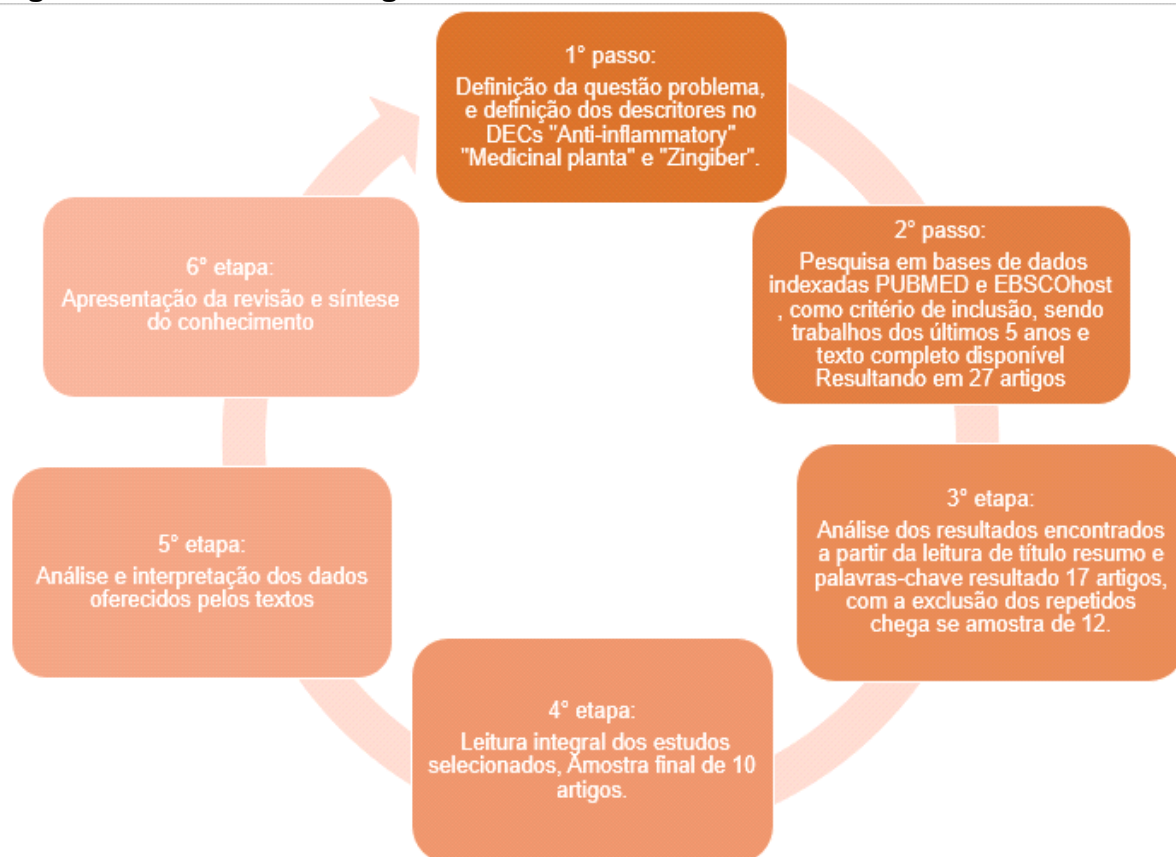 1° passo:
Definição da questão problema,
e definição dos descritores no
DECs "Anti-inflammatory"
"Medicinal planta" e "Zingiber".
2° passo:
Pesquisa em bases de dados
indexadas PUBMED e EBSCOhost
, como critério de inclusão, sendo
trabalhos dos últimos 5 anos e
texto completo disponível
Resultando em 27 artigos
3° etapa:
Análise dos resultados encontrados
a partir da leitura de título resumo e
palavras-chave resultado 17 artigos,
com a exclusão dos repetidos
chega se amostra de 12.
4° etapa:
Leitura integral dos estudos
selecionados, Amostra final de 10
artigos.
5° etapa:
Análise e interpretação dos dados
oferecidos pelos textos
6° etapa:
Apresentação da revisão e síntese
do conhecimento